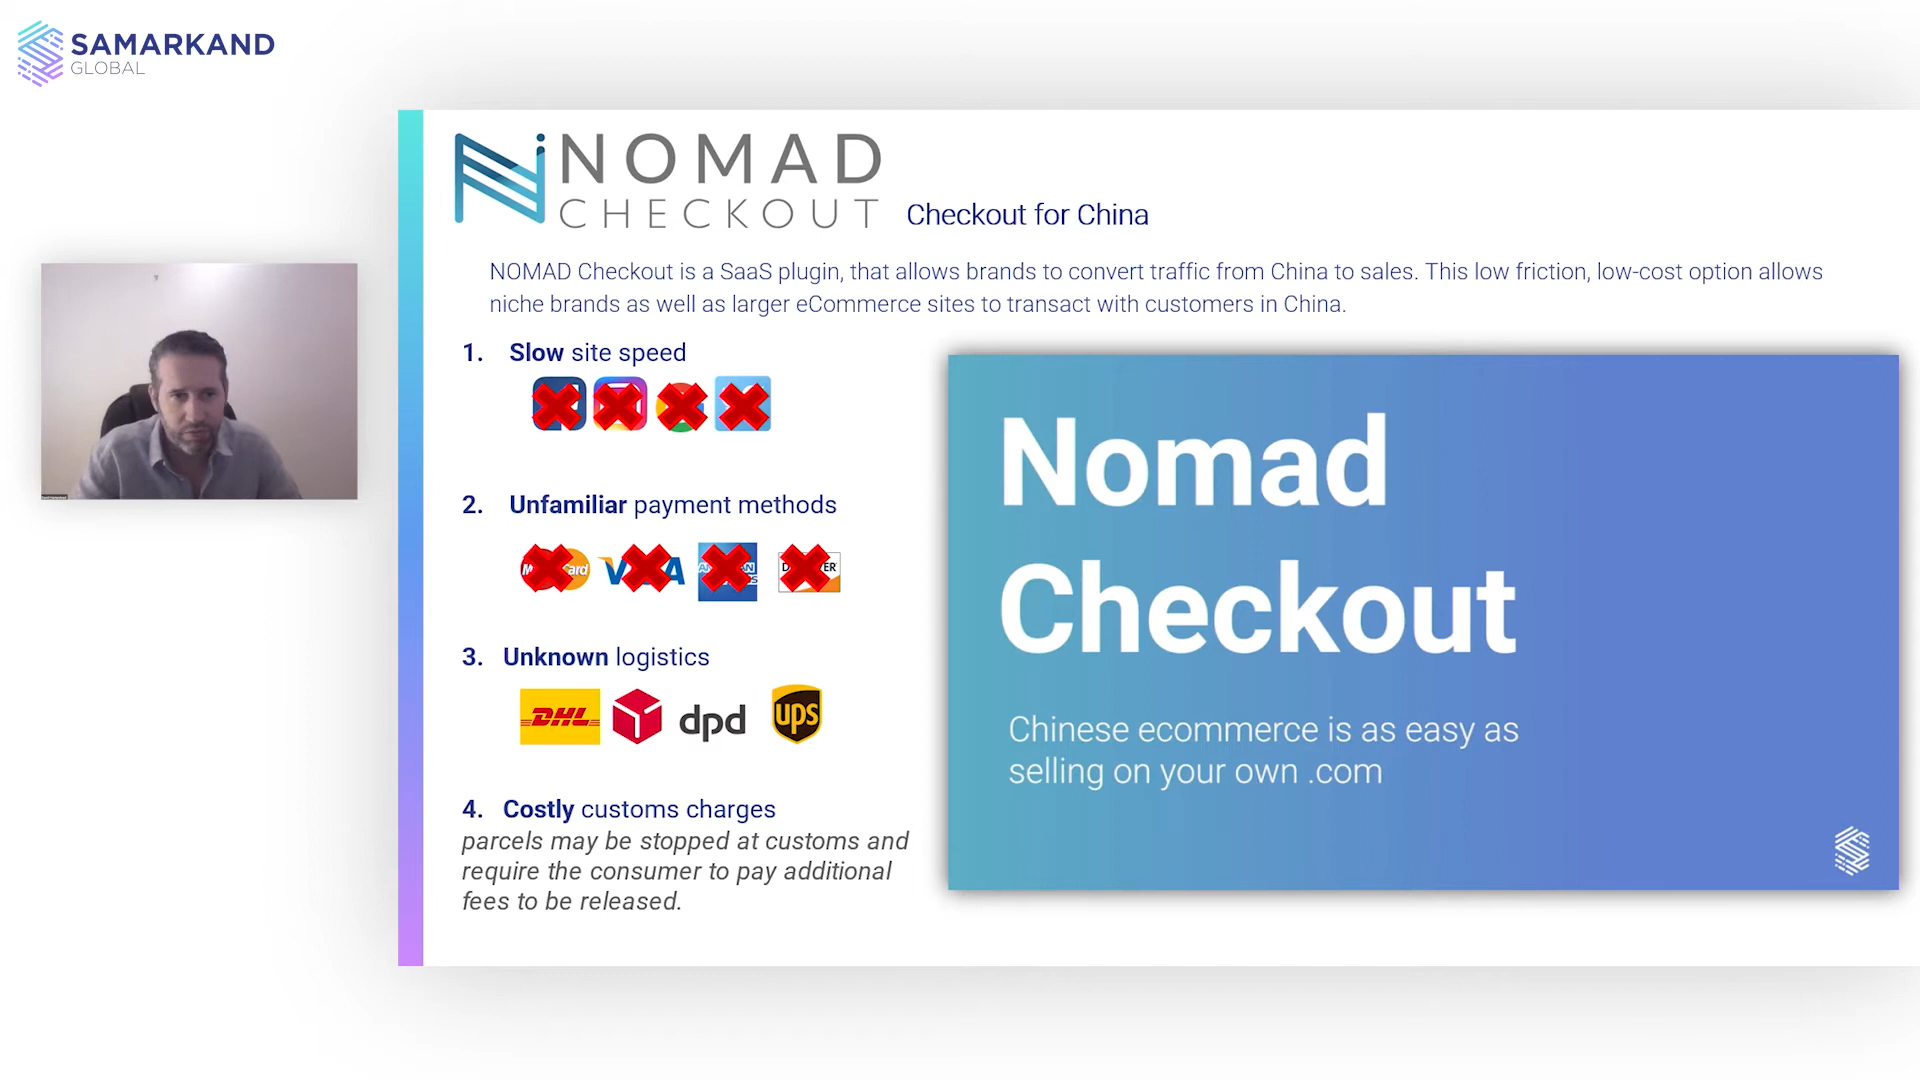 SAMARKAND
GLOBAL
NOMAD
CHECKOUT
Checkout for China
NOMAD Checkout is a SaaS plugin, that allows brands to convert traffic from China to sales. This low friction, low-cost option allows
niche brands as well as larger eCommerce sites to transact with customers in China.
1. Slow site speed
2. Unfamiliar payment methods
3. Unknown logistics
DHL
dpd
ups
4. Costly customs charges
parcels may be stopped at customs and
require the consumer to pay additional
fees to be released.
Nomad
Checkout
Chinese ecommerce is as easy as
selling on your own .com